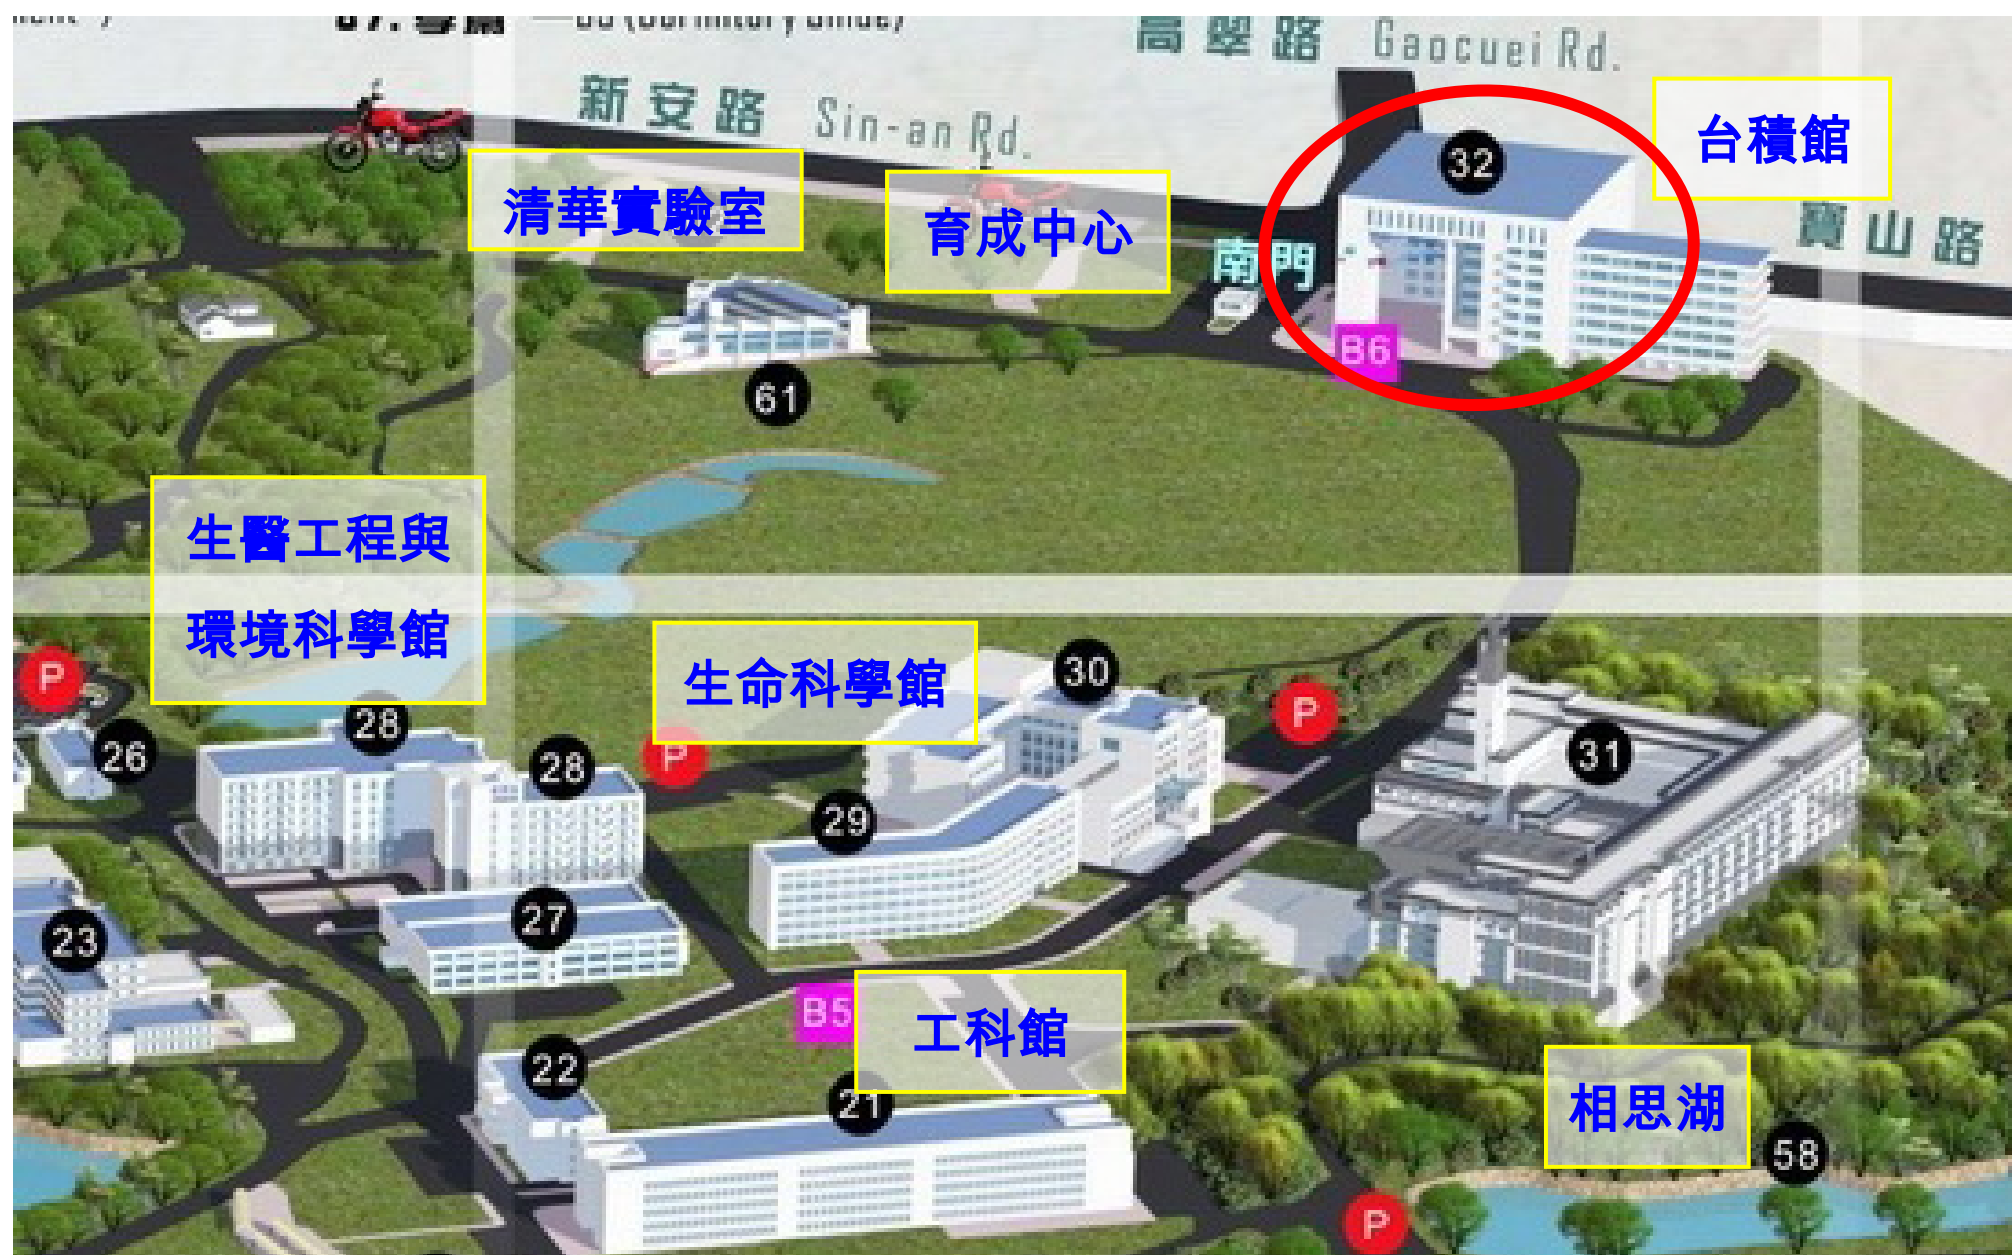 高翠路 Gaocuei Rd.
新安路 Sin-an Rd.
32
台積館
清華實驗室
育成中心
南門
寶山路
B6
61
生醫工程與
環境科學館
生命科學館
30
P
P
P
28
26
28
31
29
27
23
B5
工科館
22
21
相思湖
58
P